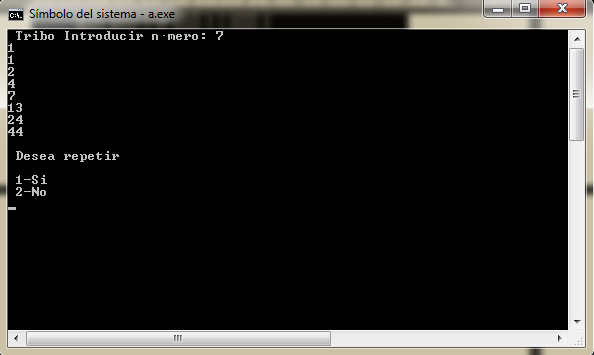 Símbolo del sistema - a.exe
Tribo Introducir n·mero: 7
1
1
2
4
7
13
24
44
Desea repetir
1-Si
2-No